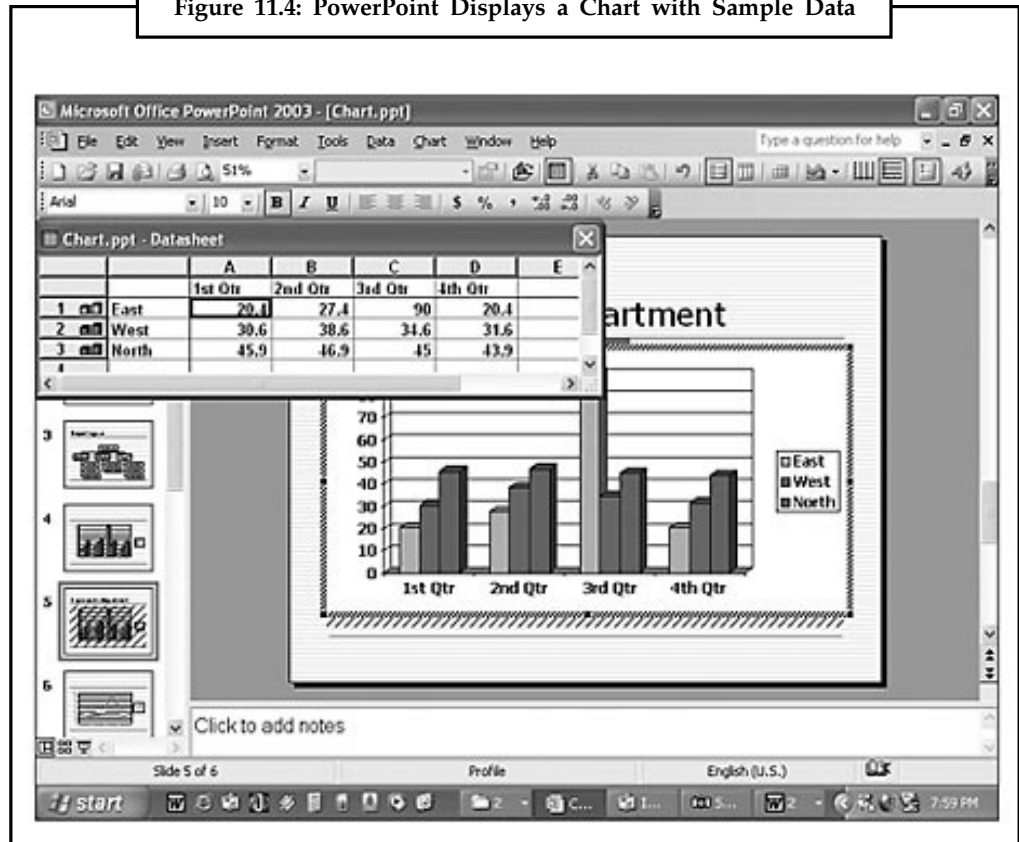 Figure 11.4: PowerPoint Displays a Chart with Sample Data
Microsoft Office PowerPoint 2003 - [Chart.ppt]
File Edit View Insert Format Tools Data Chart Window Help
Type a question for help
51%
Arial 10 B I U $ % ,
Chart.ppt - Datasheet
A B C D E
1st Qtr 2nd Qtr 3rd Qtr 4th Qtr
1 East 20.4 27.4 90 20.4
2 West 30.6 38.6 34.6 31.6
3 North 45.9 46.9 45 43.9
4
artment
70
60
50
40
30
20
10
0
1st Qtr 2nd Qtr 3rd Qtr 4th Qtr
East
West
North
3
4
5
6
Click to add notes
Slide 5 of 6 Profile English (U.S.)
start 2 C... I... S... 2 7:59 PM